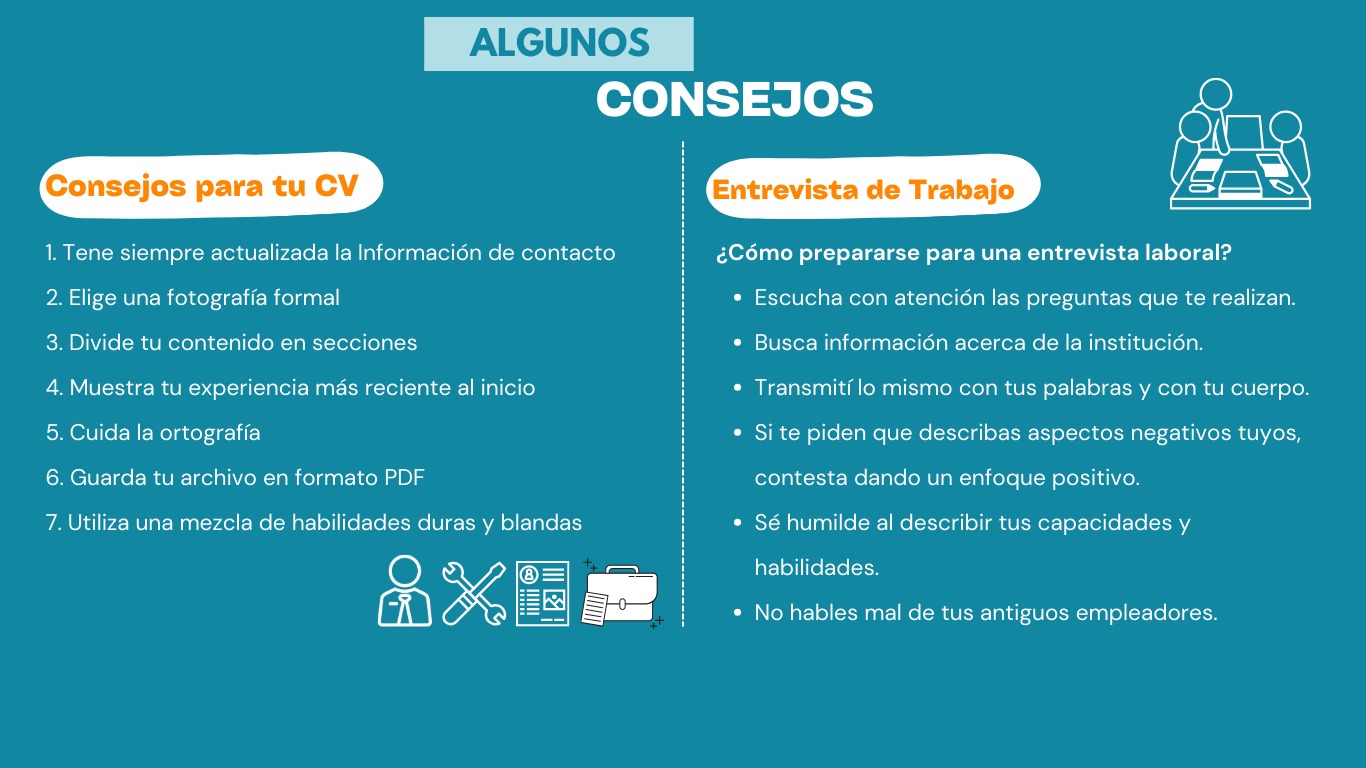 ALGUNOS
CONSEJOS
Consejos para tu CV
1. Tene siempre actualizada la Información de contacto
2. Elige una fotografía formal
3. Divide tu contenido en secciones
4. Muestra tu experiencia más reciente al inicio
5. Cuida la ortografía
6. Guarda tu archivo en formato PDF
7. Utiliza una mezcla de habilidades duras y blandas
Entrevista de Trabajo
¿Cómo prepararse para una entrevista laboral?
• Escucha con atención las preguntas que te realizan.
• Busca información acerca de la institución.
• Transmití lo mismo con tus palabras y con tu cuerpo.
• Si te piden que describas aspectos negativos tuyos,
contesta dando un enfoque positivo.
• Sé humilde al describir tus capacidades y
habilidades.
• No hables mal de tus antiguos empleadores.